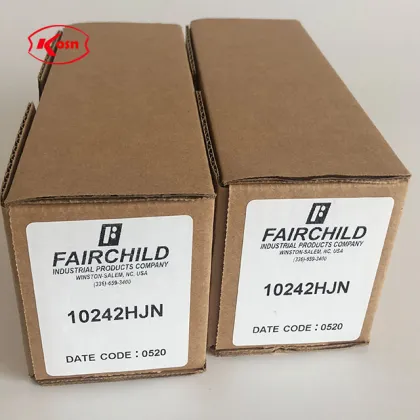 Kosn
FAIRCHILD
INDUSTRIAL PRODUCTS COMPANY
WINSTON-SALEM, NC. USA
(336)-659-3400
10242HJN
DATE CODE : 0520
FAIRCHILD
INDUSTRIAL PRODUCTS COMPANY
WINSTON-SALEM, NC. USA
(336)-659-3400
10242HJN
DATE CODE : 0520